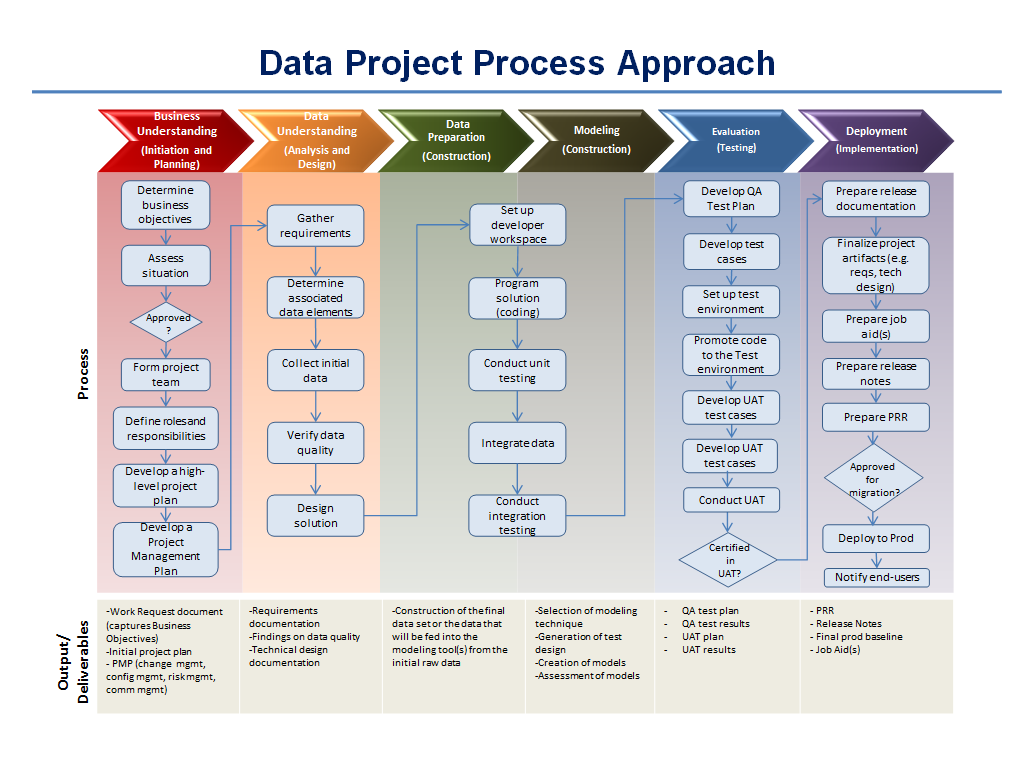 Data Project Process Approach
Business
Understanding
(Initiation and
Planning)
Data
Understanding
(Analysis and
Design)
Data
Preparation
(Construction)
Modeling
(Construction)
Evaluation
(Testing)
Deployment
(Implementation)
Process
Determine
business
objectives
Assess
situation
Approved
?
Form project
team
Define roles and
responsibilities
Develop a high-
level project
plan
Develop a
Project
Management
Plan
Gather
requirements
Determine
associated
data elements
Collect initial
data
Verify data
quality
Design
solution
Set up
developer
workspace
Program
solution
(coding)
Conduct unit
testing
Integrate data
Conduct
integration
testing
Develop QA
Test Plan
Develop test
cases
Set up test
environment
Promote code
to the Test
environment
Develop UAT
test cases
Develop UAT
test cases
Conduct UAT
Certified
in
UAT?
Prepare release
documentation
Finalize project
artifacts (e.g.
reqs, tech
design)
Prepare job
aid(s)
Prepare release
notes
Prepare PRR
Approved
for
migration?
Deploy to Prod
Notify end-users
Output/
Deliverables
-Work Request document
(captures Business
Objectives)
-Initial project plan
- PMP (change mgmt,
config mgmt, risk mgmt,
comm mgmt)
-Requirements
documentation
-Findings on data quality
-Technical design
documentation
-Construction of the final
data set or the data that
will be fed into the
modeling tool(s) from the
initial raw data
-Selection of modeling
technique
-Generation of test
design
-Creation of models
-Assessment of models
- QA test plan
- QA test results
- UAT plan
- UAT results
- PRR
- Release Notes
- Final prod baseline
- Job Aid(s)